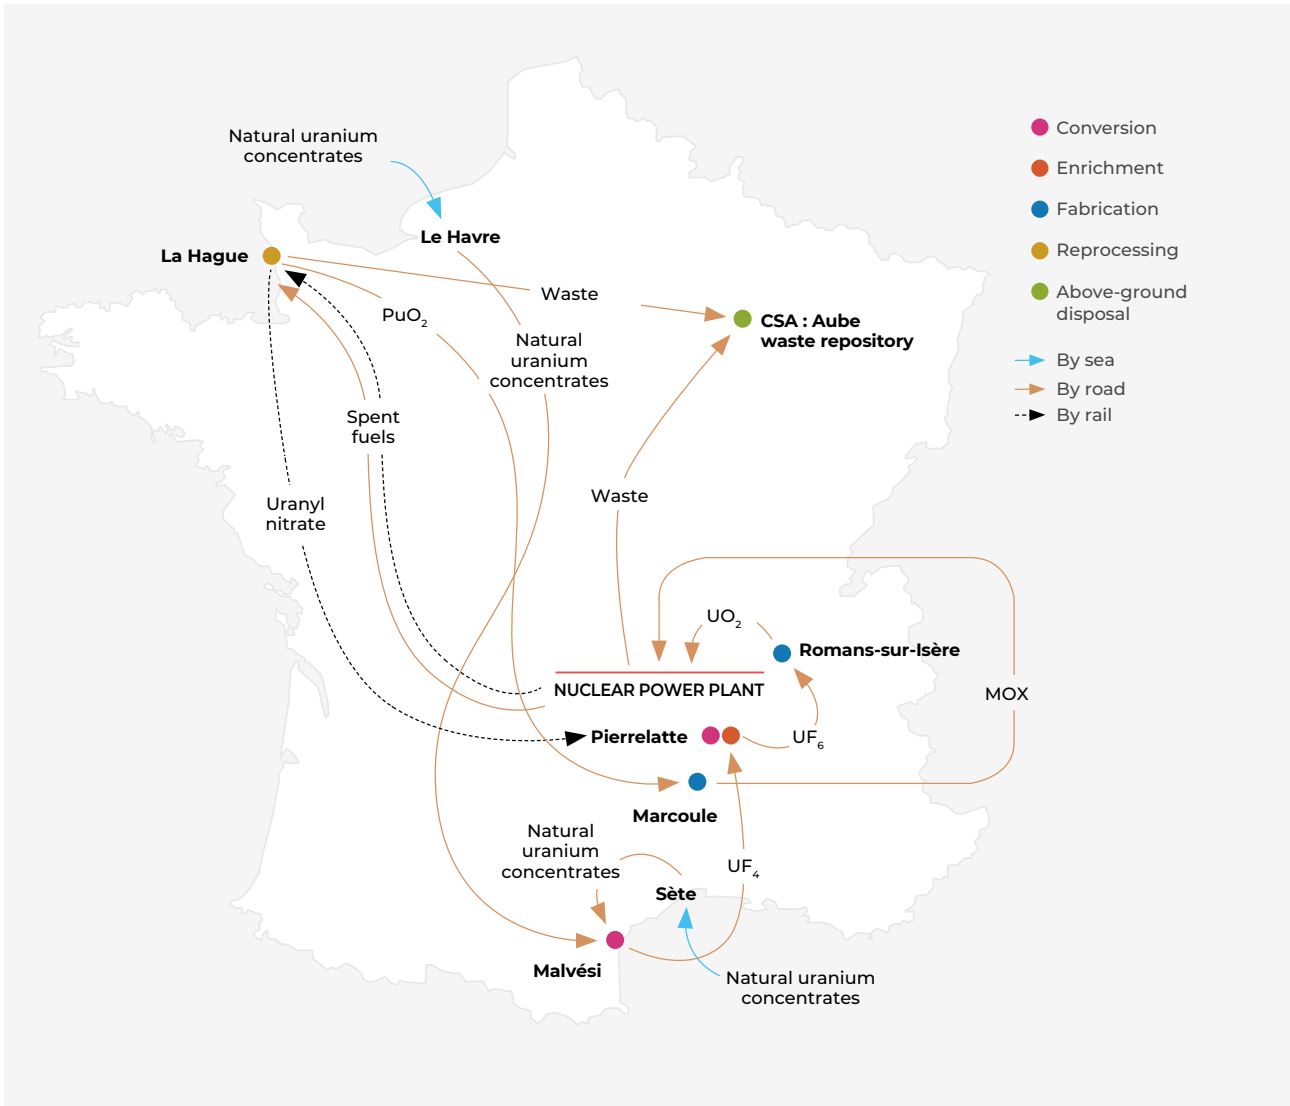 Natural uranium
concentrates
Conversion
Enrichment
Fabrication
Reprocessing
Above-ground
disposal
By sea
By road
By rail
Le Havre
La Hague
Waste
PuO₂
CSA : Aube
waste repository
Natural
uranium
concentrates
Spent
fuels
Waste
Uranyl
nitrate
UO₂
Romans-sur-Isère
NUCLEAR POWER PLANT
MOX
Pierrelatte
UF₆
Marcoule
Natural
uranium
concentrates
UF₄
Sète
Malvési
Natural uranium
concentrates